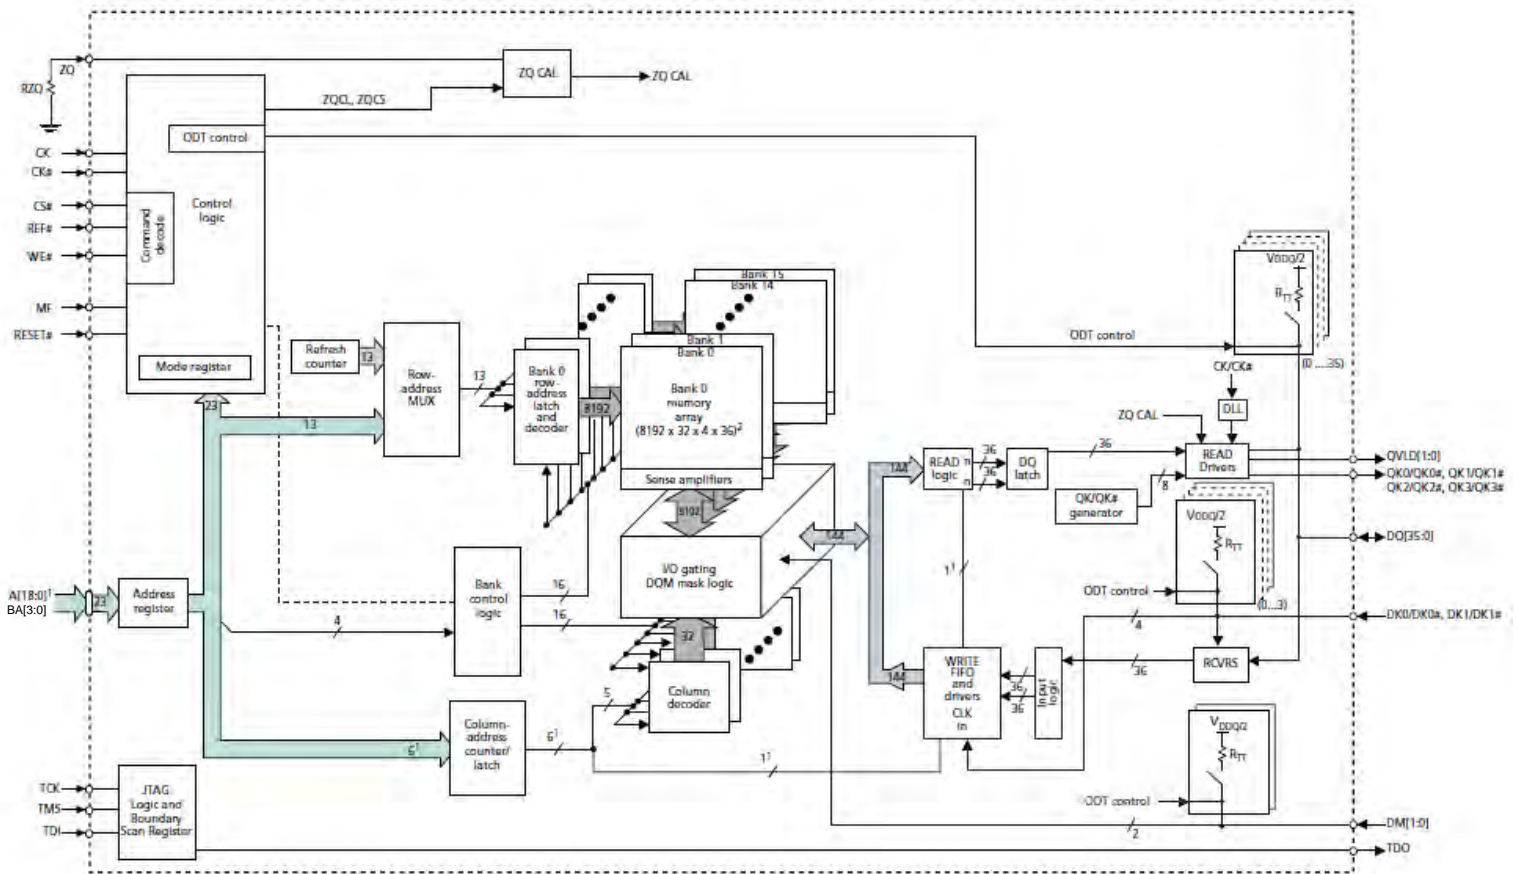 ZQ
RZQ
ZQ CAL
ZQ CAL
ZQCL, ZQCS
ODT control
CK
CK#
CS#
REF#
WE#
MF
RESET#
Command
decode
Control
logic
Mode register
Refresh
counter
13
Row-
address
MUX
13
23
13
Bank 0
row-
address
latch
and
decoder
8192
Bank 15
Bank 14
Bank 1
Bank 0
Bank 0
memory
array
(8192 x 32 x 4 x 36)²
Sense amplifiers
8192
I/O gating
DQM mask logic
144
144
144
READ
logic
n
n
36
36
DQ
latch
36
ZQ CAL
CK/CK#
DLL
READ
Drivers
QK/QK#
generator
8
ODT control
VDDQ/2
RTT
(0 ....35)
QVLD[1:0]
QK0/QK0#, QK1/QK1#
QK2/QK2#, QK3/QK3#
VDDQ/2
RTT
ODT control
(0...3)
DQ[35:0]
DK0/DK0#, DK1/DK1#
4
RCVRS
36
Input
logic
36
36
WRITE
FIFO
and
drivers
CLK
in
1¹
A[18:0]¹
BA[3:0]
23
Address
register
4
Bank
control
logic
16
16
32
Column
decoder
5
6¹
Column-
address
counter/
latch
6¹
1¹
VDDQ/2
RTT
ODT control
DM[1:0]
2
TCK
TMS
TDI
JTAG
Logic and
Boundary
Scan Register
TDO